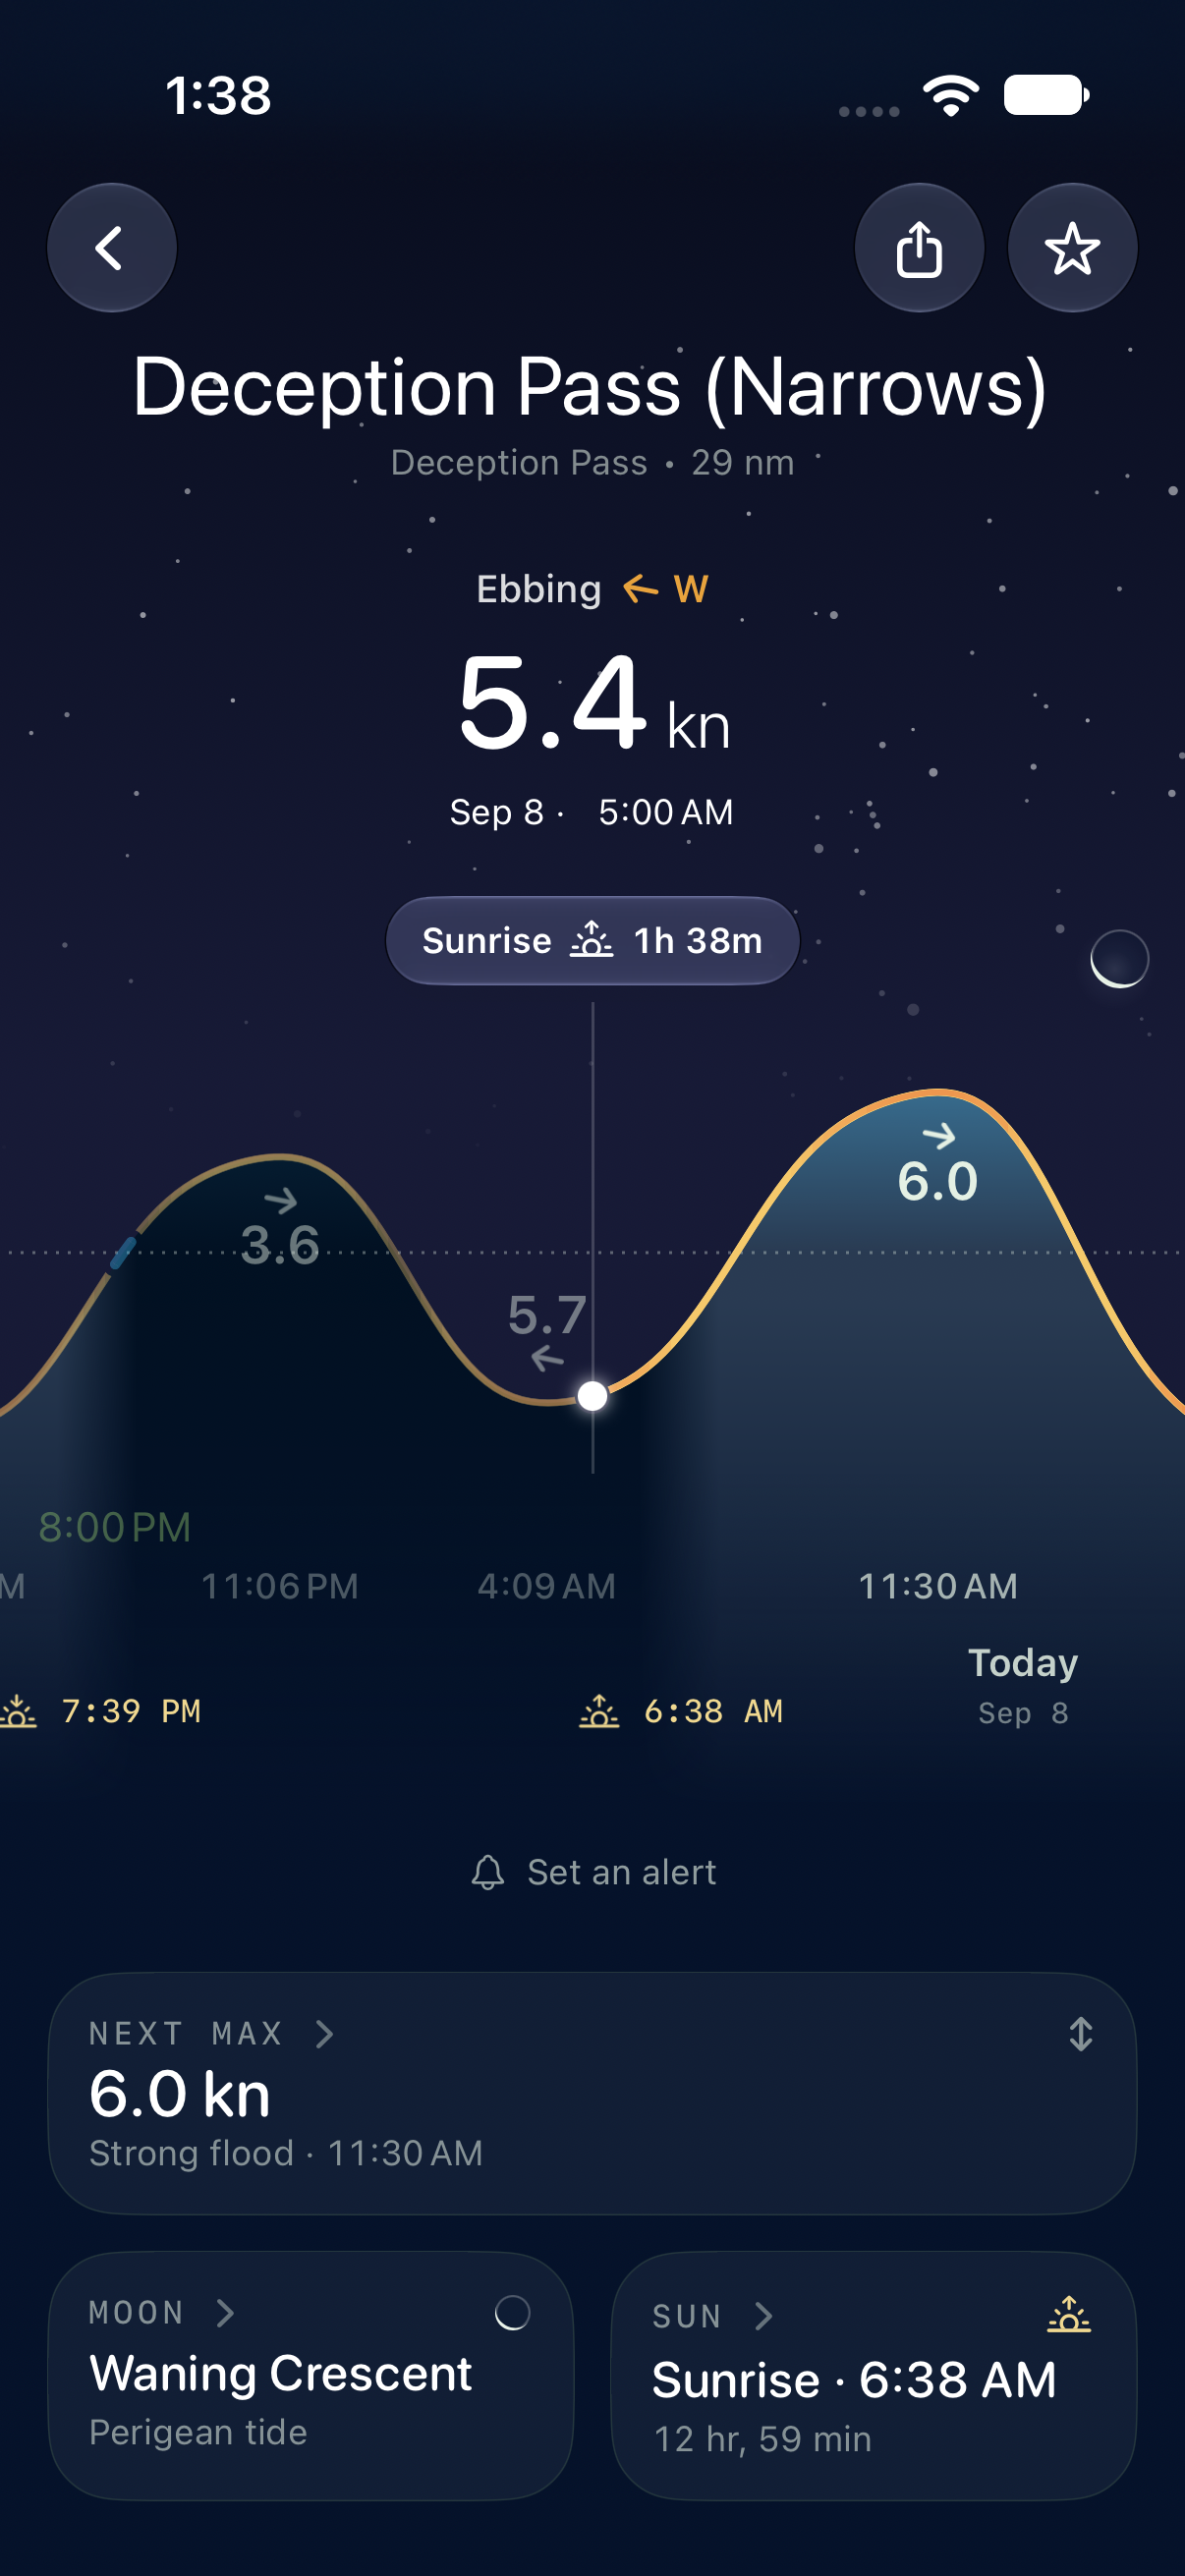 1:38
Deception Pass (Narrows)
Deception Pass • 29 nm
Ebbing ← W
5.4 kn
Sep 8 · 5:00 AM
Sunrise 1h 38m
→
6.0
→
3.6
5.7
←
8:00 PM
M 11:06 PM 4:09 AM 11:30 AM
Today
7:39 PM 6:38 AM Sep 8
Set an alert
NEXT MAX >
6.0 kn
Strong flood · 11:30 AM
MOON >
Waning Crescent
Perigean tide
SUN >
Sunrise · 6:38 AM
12 hr, 59 min